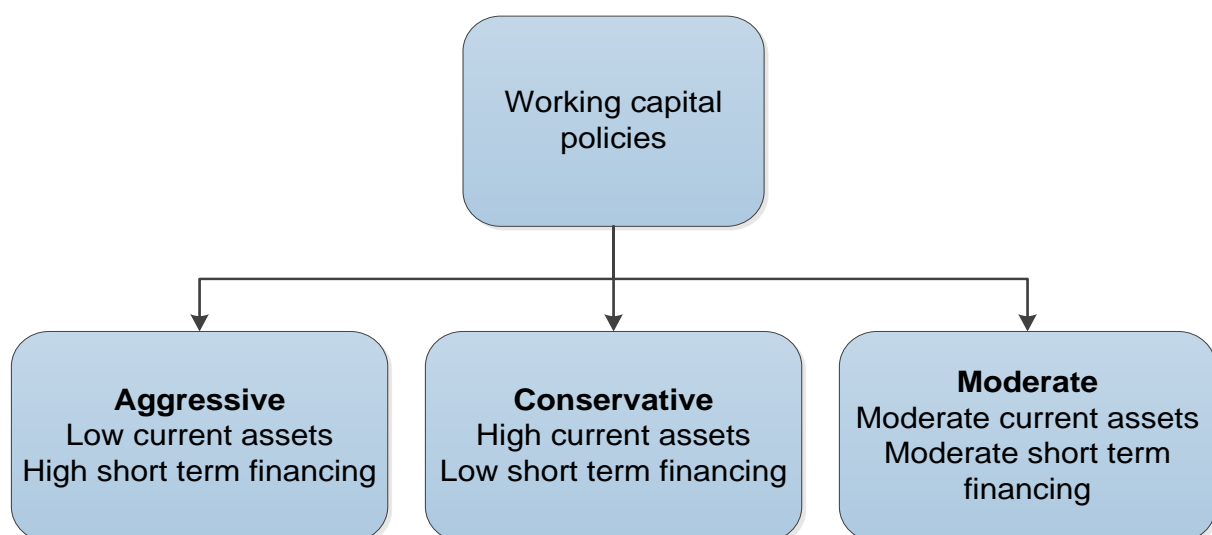 Working capital
policies
Aggressive
Low current assets
High short term financing
Conservative
High current assets
Low short term financing
Moderate
Moderate current assets
Moderate short term
financing